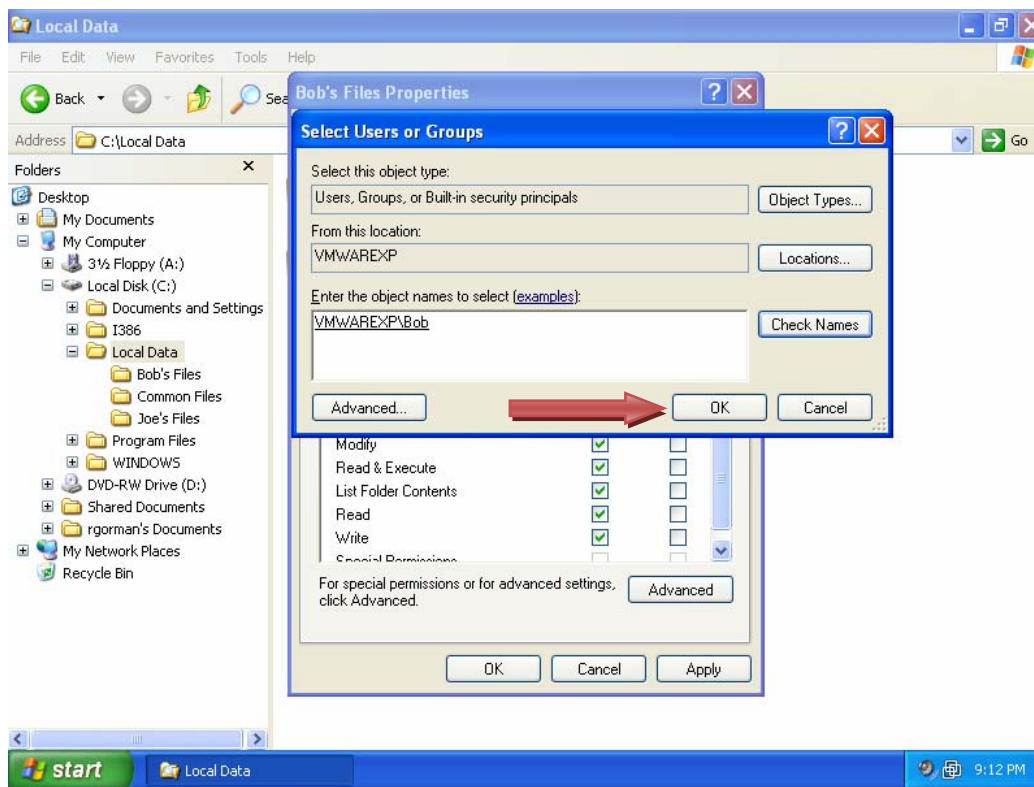 Local Data
File Edit View Favorites Tools Help
Back
Address C:\Local Data Go
Folders
Desktop
My Documents
My Computer
3½ Floppy (A:)
Local Disk (C:)
Documents and Settings
I386
Local Data
Bob's Files
Common Files
Joe's Files
Program Files
WINDOWS
DVD-RW Drive (D:)
Shared Documents
rgorman's Documents
My Network Places
Recycle Bin
Bob's Files Properties
Select Users or Groups
Select this object type:
Users, Groups, or Built-in security principals Object Types...
From this location:
VMWAREXP Locations...
Enter the object names to select (examples):
VMWAREXP\Bob Check Names
Advanced... OK Cancel
Modify
Read & Execute
List Folder Contents
Read
Write
Special Permissions
For special permissions or for advanced settings,
click Advanced.
Advanced
OK Cancel Apply
start Local Data 9:12 PM